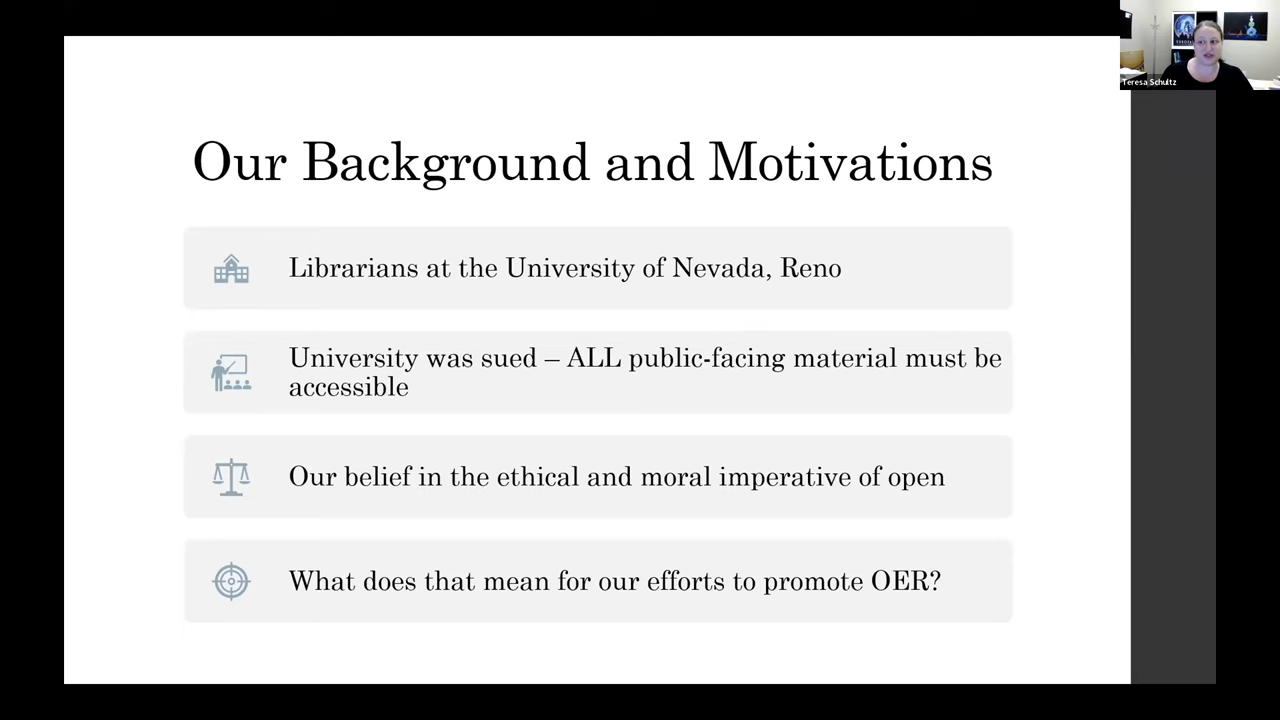 Teresa Schultz
Our Background and Motivations
Librarians at the University of Nevada, Reno
University was sued – ALL public-facing material must be
accessible
Our belief in the ethical and moral imperative of open
What does that mean for our efforts to promote OER?